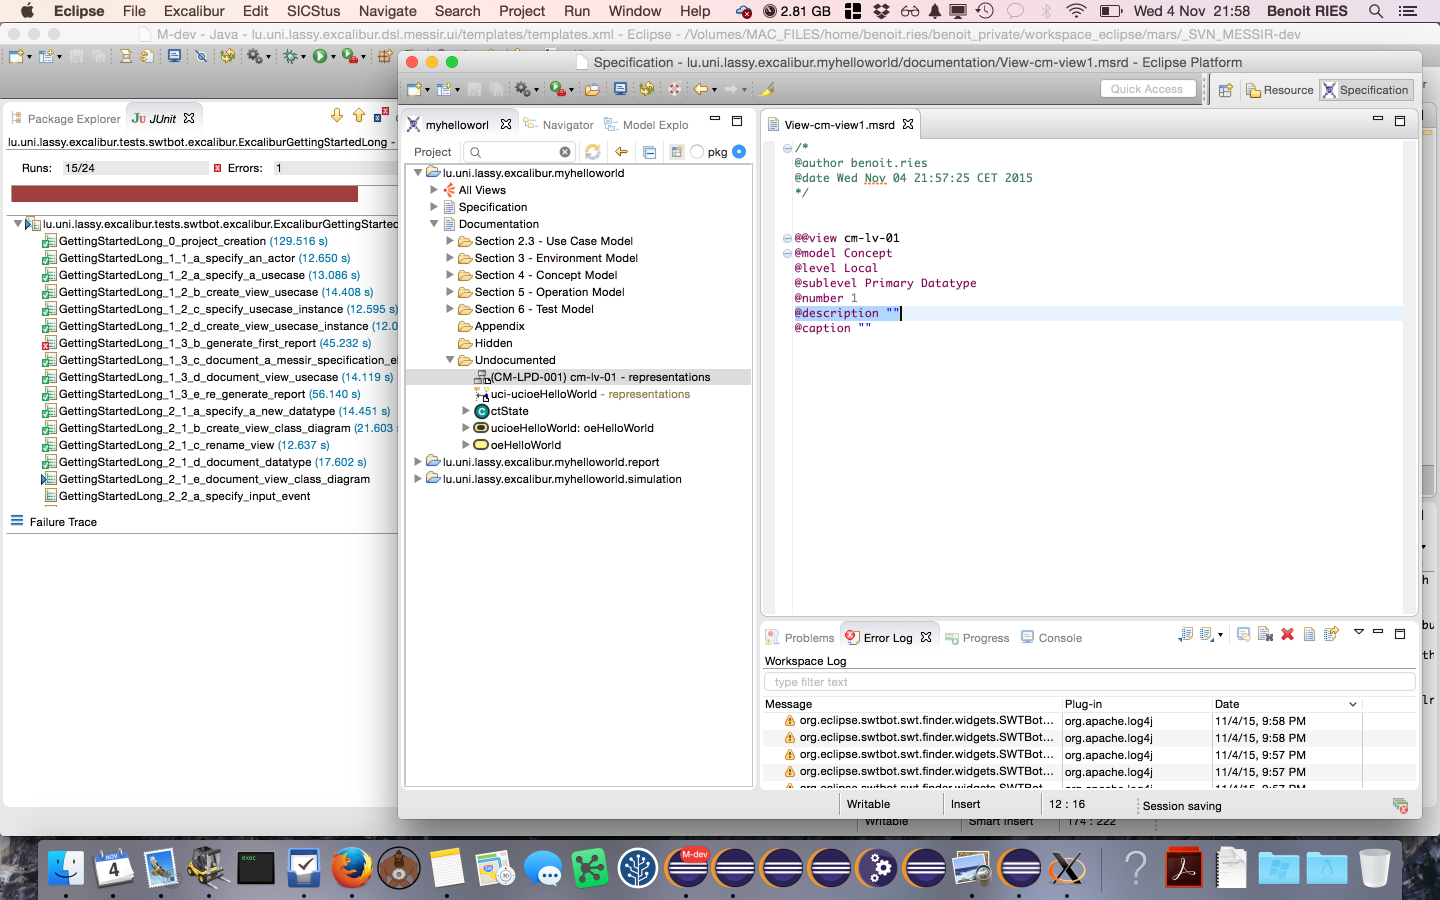 Eclipse File Excalibur Edit SICStus Navigate Search Project Run Window Help 2.81 GB Wed 4 Nov 21:58 Benoit RIES
M-dev - Java - lu.uni.lassy.excalibur.dsl.messir.ui/templates/templates.xml - Eclipse - /Volumes/MAC_FILES/home/benoit.ries/benoit_private/workspace_eclipse/mars/_SVN_MESSIR-dev
Package Explorer JUnit
lu.uni.lassy.excalibur.tests.swtbot.excalibur.ExcaliburGettingStartedLong -
Runs: 15/24 Errors: 1
lu.uni.lassy.excalibur.tests.swtbot.excalibur.ExcaliburGettingStarted
GettingStartedLong_0_project_creation (129.516 s)
GettingStartedLong_1_1_a_specify_an_actor (12.650 s)
GettingStartedLong_1_2_a_specify_a_usecase (13.086 s)
GettingStartedLong_1_2_b_create_view_usecase (14.408 s)
GettingStartedLong_1_2_c_specify_usecase_instance (12.595 s)
GettingStartedLong_1_2_d_create_view_usecase_instance (12.0
GettingStartedLong_1_3_b_generate_first_report (45.232 s)
GettingStartedLong_1_3_c_document_a_messir_specification_el
GettingStartedLong_1_3_d_document_view_usecase (14.119 s)
GettingStartedLong_1_3_e_re_generate_report (56.140 s)
GettingStartedLong_2_1_a_specify_a_new_datatype (14.451 s)
GettingStartedLong_2_1_b_create_view_class_diagram (21.603
GettingStartedLong_2_1_c_rename_view (12.637 s)
GettingStartedLong_2_1_d_document_datatype (17.602 s)
GettingStartedLong_2_1_e_document_view_class_diagram
GettingStartedLong_2_2_a_specify_input_event
Failure Trace
Specification - lu.uni.lassy.excalibur.myhelloworld/documentation/View-cm-view1.msrd - Eclipse Platform
Quick Access Resource Specification
myhelloworl Navigator Model Explo
Project pkg
lu.uni.lassy.excalibur.myhelloworld
All Views
Specification
Documentation
Section 2.3 - Use Case Model
Section 3 - Environment Model
Section 4 - Concept Model
Section 5 - Operation Model
Section 6 - Test Model
Appendix
Hidden
Undocumented
(CM-LPD-001) cm-lv-01 - representations
uci-ucioeHelloWorld - representations
ctState
ucioeHelloWorld: oeHelloWorld
oeHelloWorld
lu.uni.lassy.excalibur.myhelloworld.report
lu.uni.lassy.excalibur.myhelloworld.simulation
View-cm-view1.msrd
/*
@author benoit.ries
@date Wed Nov 04 21:57:25 CET 2015
*/
@@view cm-lv-01
@model Concept
@level Local
@sublevel Primary Datatype
@number 1
@description ""
@caption ""
Problems Error Log Progress Console
Workspace Log
type filter text
Message Plug-in Date
org.eclipse.swtbot.swt.finder.widgets.SWTBot... org.apache.log4j 11/4/15, 9:58 PM
org.eclipse.swtbot.swt.finder.widgets.SWTBot... org.apache.log4j 11/4/15, 9:58 PM
org.eclipse.swtbot.swt.finder.widgets.SWTBot... org.apache.log4j 11/4/15, 9:57 PM
org.eclipse.swtbot.swt.finder.widgets.SWTBot... org.apache.log4j 11/4/15, 9:57 PM
Writable Insert 12 : 16 Session saving
Writable Smart Insert 174 : 222
NOV 4 exec M-dev